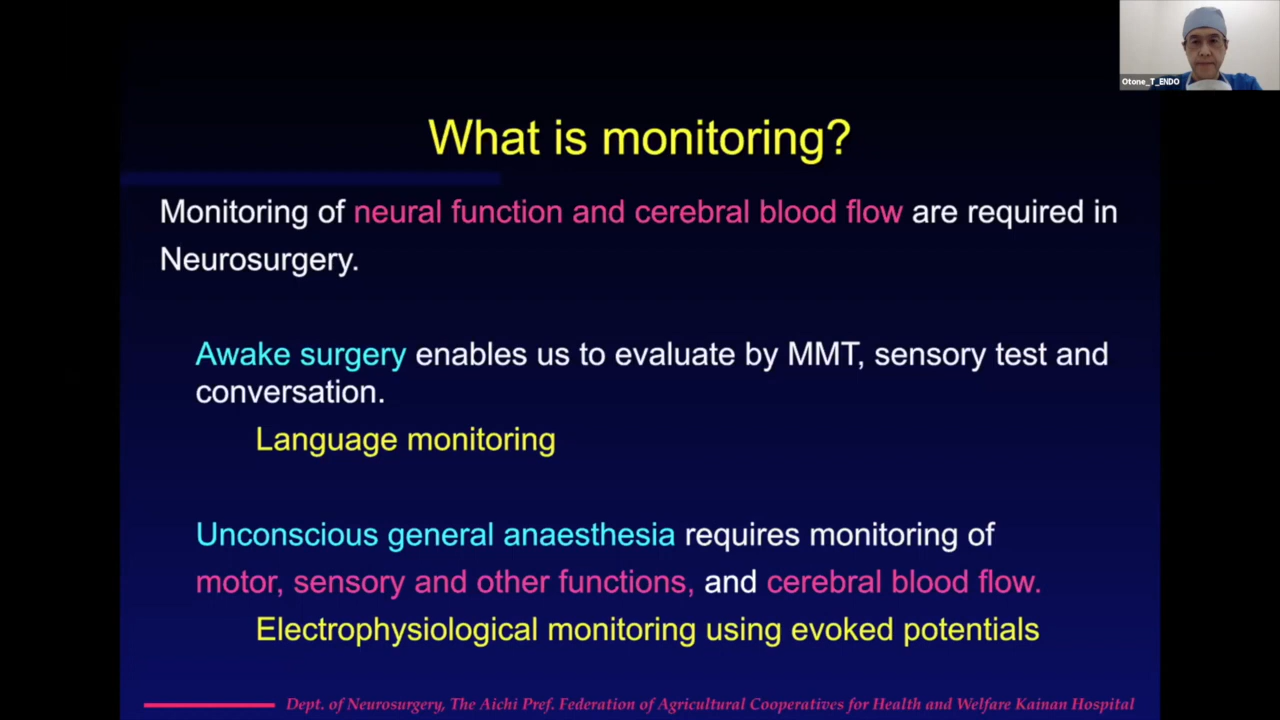 Otone_T_ENDO
What is monitoring?
Monitoring of neural function and cerebral blood flow are required in
Neurosurgery.
Awake surgery enables us to evaluate by MMT, sensory test and
conversation.
Language monitoring
Unconscious general anaesthesia requires monitoring of
motor, sensory and other functions, and cerebral blood flow.
Electrophysiological monitoring using evoked potentials
Dept. of Neurosurgery, The Aichi Pref. Federation of Agricultural Cooperatives for Health and Welfare Kainan Hospital